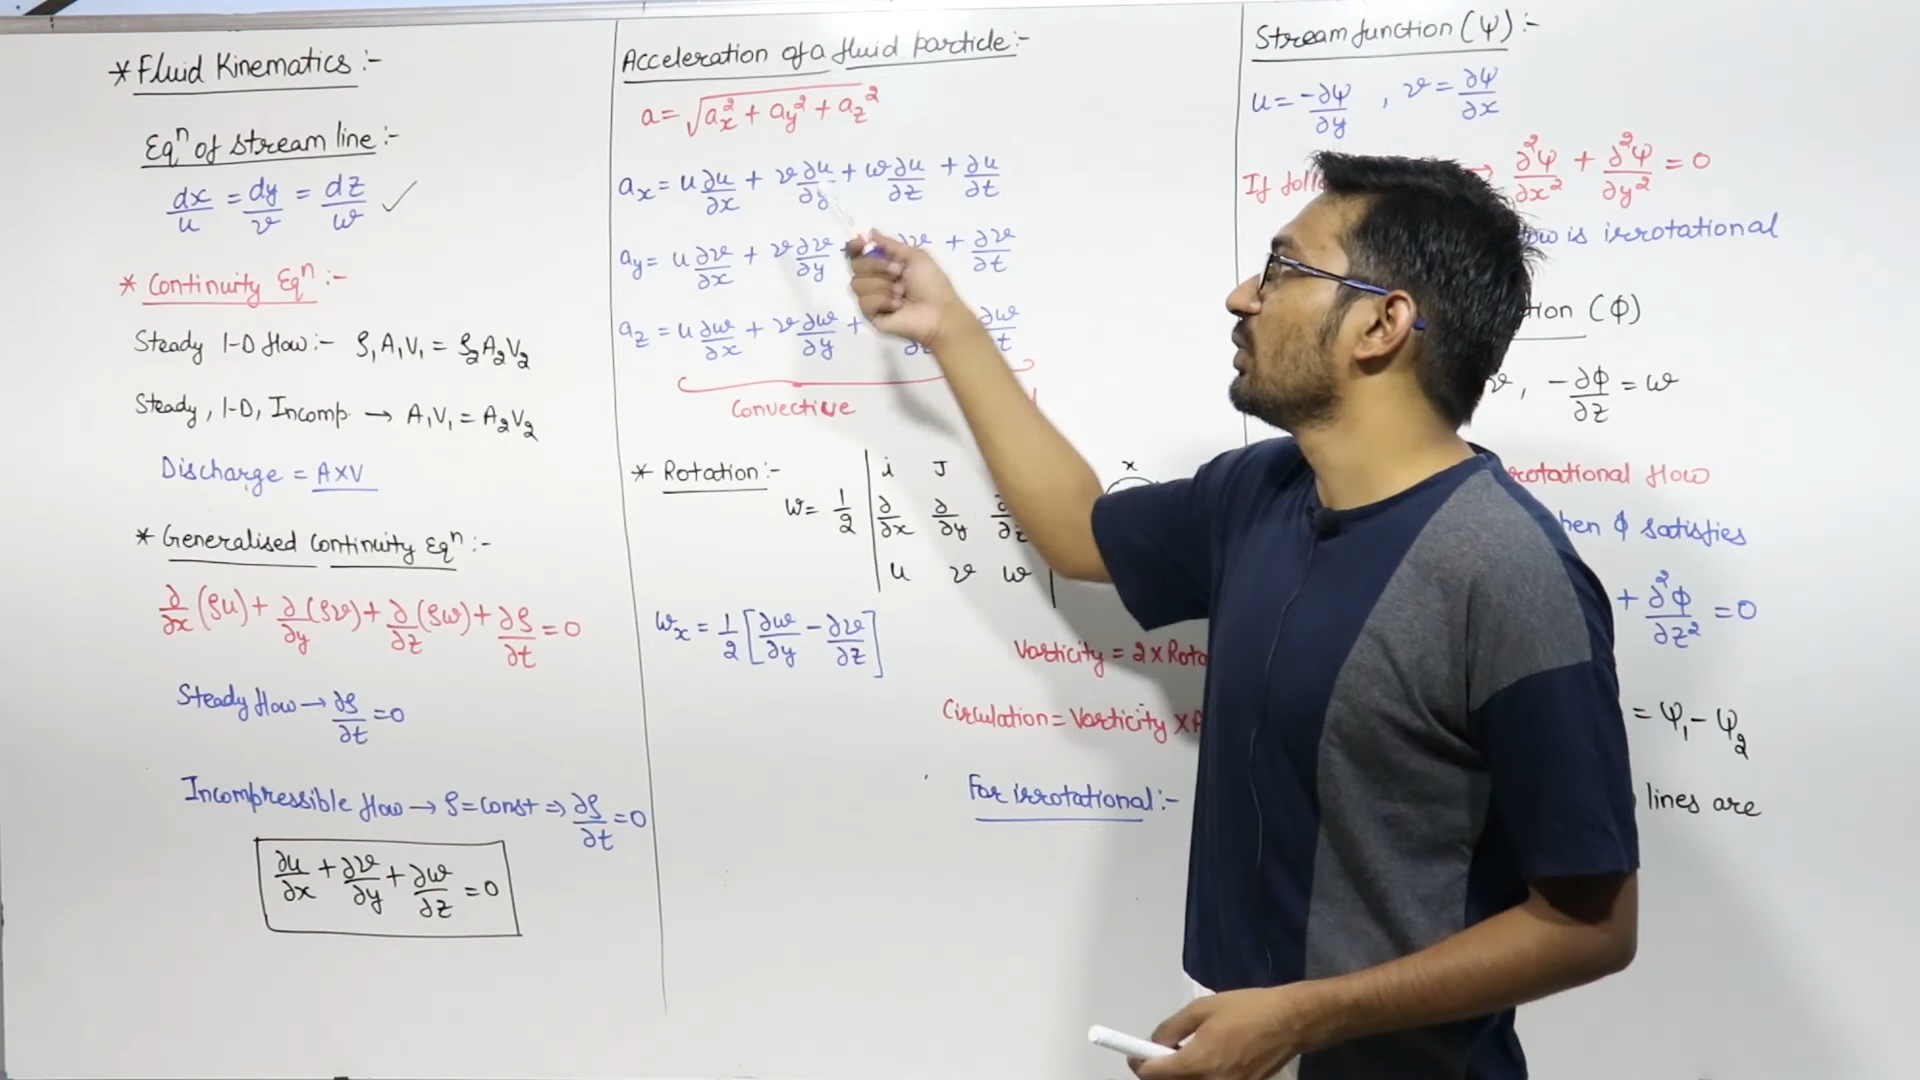 * Fluid Kinematics :-
Eqⁿ of stream line :-
dx/u = dy/v = dz/w ✓
* Continuity Eqⁿ :-
Steady 1-D flow :- ρ₁A₁V₁ = ρ₂A₂V₂
Steady, 1-D, Incomp. → A₁V₁ = A₂V₂
Discharge = A×V
* Generalised continuity Eqⁿ :-
∂/∂x (ρu) + ∂/∂y (ρv) + ∂/∂z (ρw) + ∂ρ/∂t = 0
Steady flow → ∂ρ/∂t = 0
Incompressible flow → ρ = const ⇒ ∂ρ/∂t = 0
∂u/∂x + ∂v/∂y + ∂w/∂z = 0
Acceleration of a fluid particle :-
a = √(ax² + ay² + az²)
ax = u ∂u/∂x + v ∂u/∂y + w ∂u/∂z + ∂u/∂t
ay = u ∂v/∂x + v ∂v/∂y + ∂v + ∂v/∂t
az = u ∂w/∂x + v ∂w/∂y + ∂z ∂w/t
Convective
* Rotation :-
i J
W = 1/2 | ∂/∂x ∂/∂y ∂/∂z
u v w |
x
ωx = 1/2 [∂w/∂y − ∂v/∂z]
Vorticity = 2 × Rota
Circulation = Vorticity ×
For irrotational :-
Stream function (ψ) :-
u = −∂ψ/∂y , v = ∂ψ/∂x
If → ∂²ψ/∂x² + ∂²ψ/∂y² = 0
is irrotational
(φ)
v, −∂φ/∂z = w
rotational flow
φ satisfies
+ ∂²φ/∂z² = 0
= ψ₁ − ψ₂
lines are